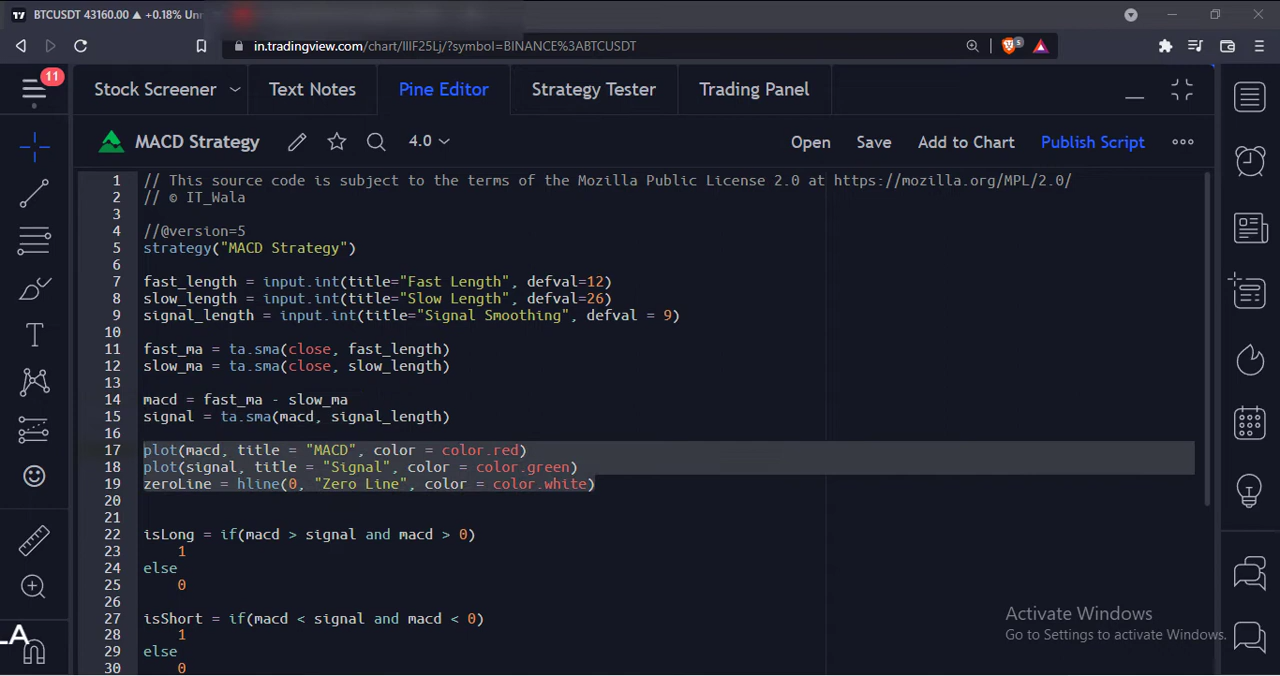 BTCUSDT 43160.00 ▲ +0.18% Unn
in.tradingview.com/chart/IIIF25Lj/?symbol=BINANCE%3ABTCUSDT
5
11
Stock Screener Text Notes Pine Editor Strategy Tester Trading Panel
MACD Strategy 4.0 Open Save Add to Chart Publish Script
1 // This source code is subject to the terms of the Mozilla Public License 2.0 at https://mozilla.org/MPL/2.0/
2 // © IT_Wala
3
4 //@version=5
5 strategy("MACD Strategy")
6
7 fast_length = input.int(title="Fast Length", defval=12)
8 slow_length = input.int(title="Slow Length", defval=26)
9 signal_length = input.int(title="Signal Smoothing", defval = 9)
10
11 fast_ma = ta.sma(close, fast_length)
12 slow_ma = ta.sma(close, slow_length)
13
14 macd = fast_ma - slow_ma
15 signal = ta.sma(macd, signal_length)
16
17 plot(macd, title = "MACD", color = color.red)
18 plot(signal, title = "Signal", color = color.green)
19 zeroLine = hline(0, "Zero Line", color = color.white)
20
21
22 isLong = if(macd > signal and macd > 0)
23     1
24 else
25     0
26
27 isShort = if(macd < signal and macd < 0)
28     1
29 else
30     0
Activate Windows
Go to Settings to activate Windows.
LA